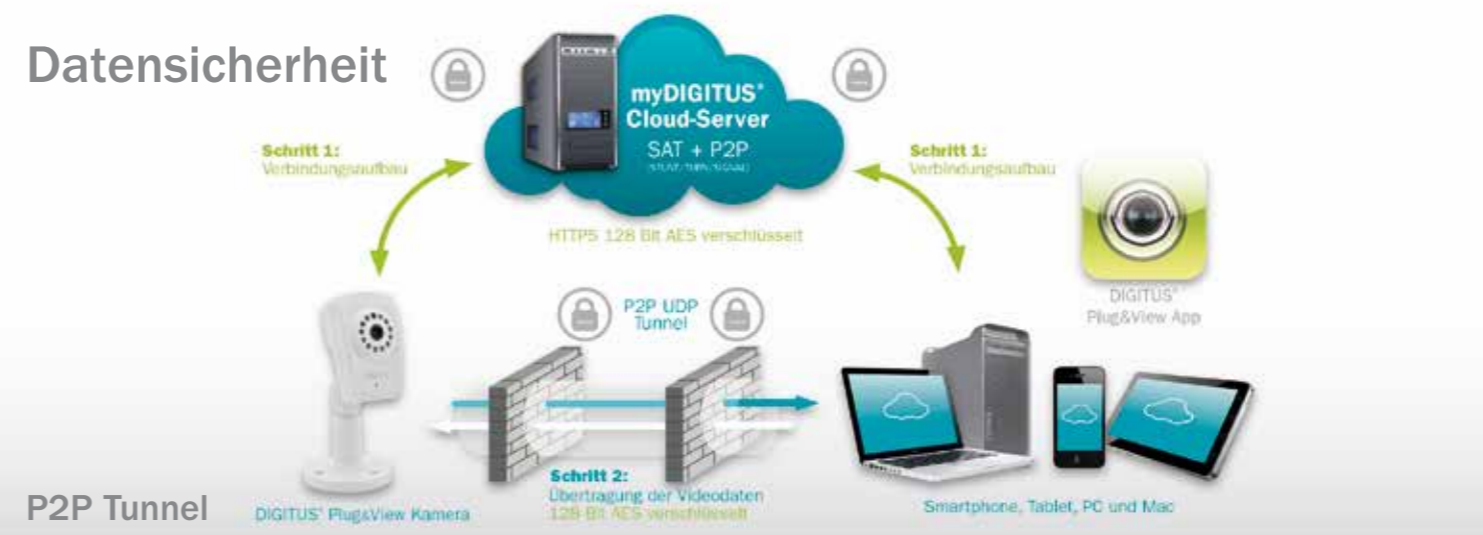 Datensicherheit
myDIGITUS®
Cloud-Server
SAT + P2P
Schritt 1:
Verbindungsaufbau
Schritt 1:
Verbindungsaufbau
HTTPS 128 Bit AES verschlüsselt
DIGITUS®
Plug&View App
P2P UDP
Tunnel
Schritt 2:
Übertragung der Videodaten
128 Bit AES verschlüsselt
P2P Tunnel
DIGITUS® Plug&View Kamera
Smartphone, Tablet, PC und Mac